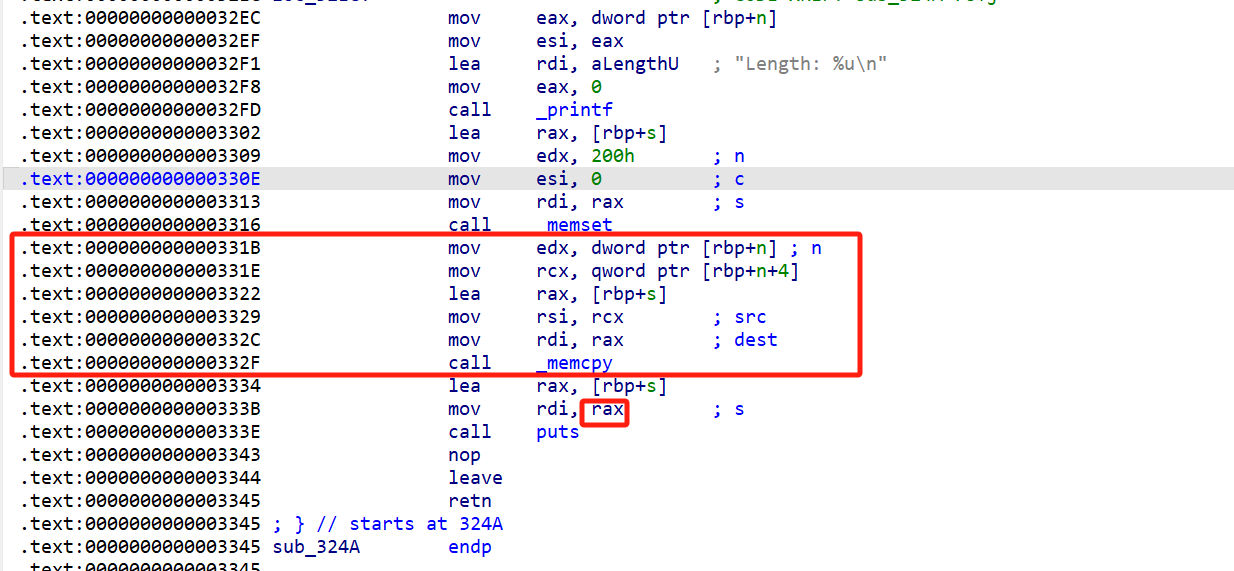 .text:00000000000032EC mov eax, dword ptr [rbp+n]
.text:00000000000032EF mov esi, eax
.text:00000000000032F1 lea rdi, aLengthU ; "Length: %u\n"
.text:00000000000032F8 mov eax, 0
.text:00000000000032FD call _printf
.text:0000000000003302 lea rax, [rbp+s]
.text:0000000000003309 mov edx, 200h ; n
.text:000000000000330E mov esi, 0 ; c
.text:0000000000003313 mov rdi, rax ; s
.text:0000000000003316 call _memset
.text:000000000000331B mov edx, dword ptr [rbp+n] ; n
.text:000000000000331E mov rcx, qword ptr [rbp+n+4]
.text:0000000000003322 lea rax, [rbp+s]
.text:0000000000003329 mov rsi, rcx ; src
.text:000000000000332C mov rdi, rax ; dest
.text:000000000000332F call _memcpy
.text:0000000000003334 lea rax, [rbp+s]
.text:000000000000333B mov rdi, rax ; s
.text:000000000000333E call puts
.text:0000000000003343 nop
.text:0000000000003344 leave
.text:0000000000003345 retn
.text:0000000000003345 ; } // starts at 324A
.text:0000000000003345 sub_324A endp
.text:0000000000003345